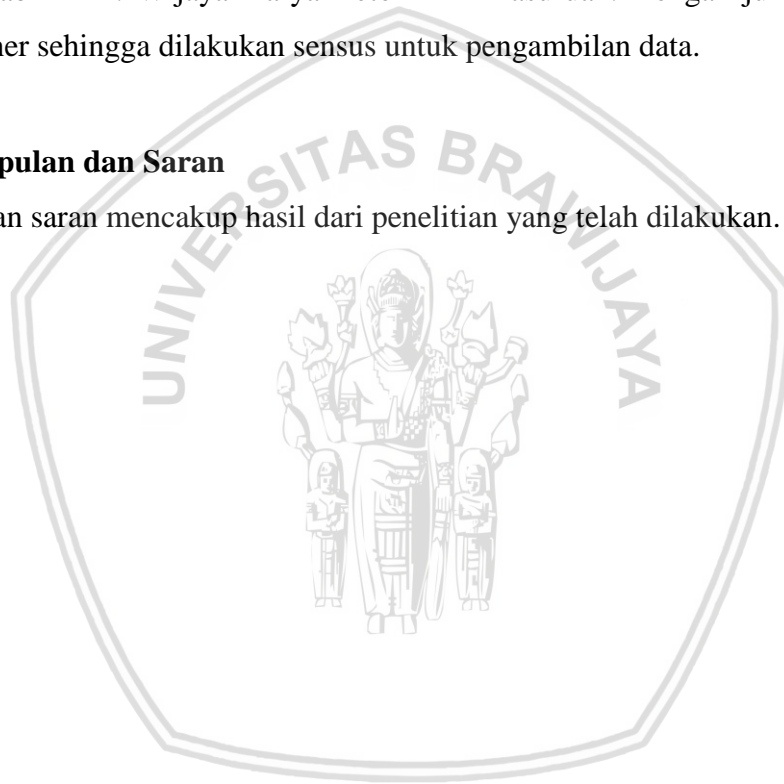 ner sehingga dilakukan sensus untuk pengambilan data.
pulan dan Saran
an saran mencakup hasil dari penelitian yang telah dilakukan.
UNIVERSITAS BRAWIJAYA